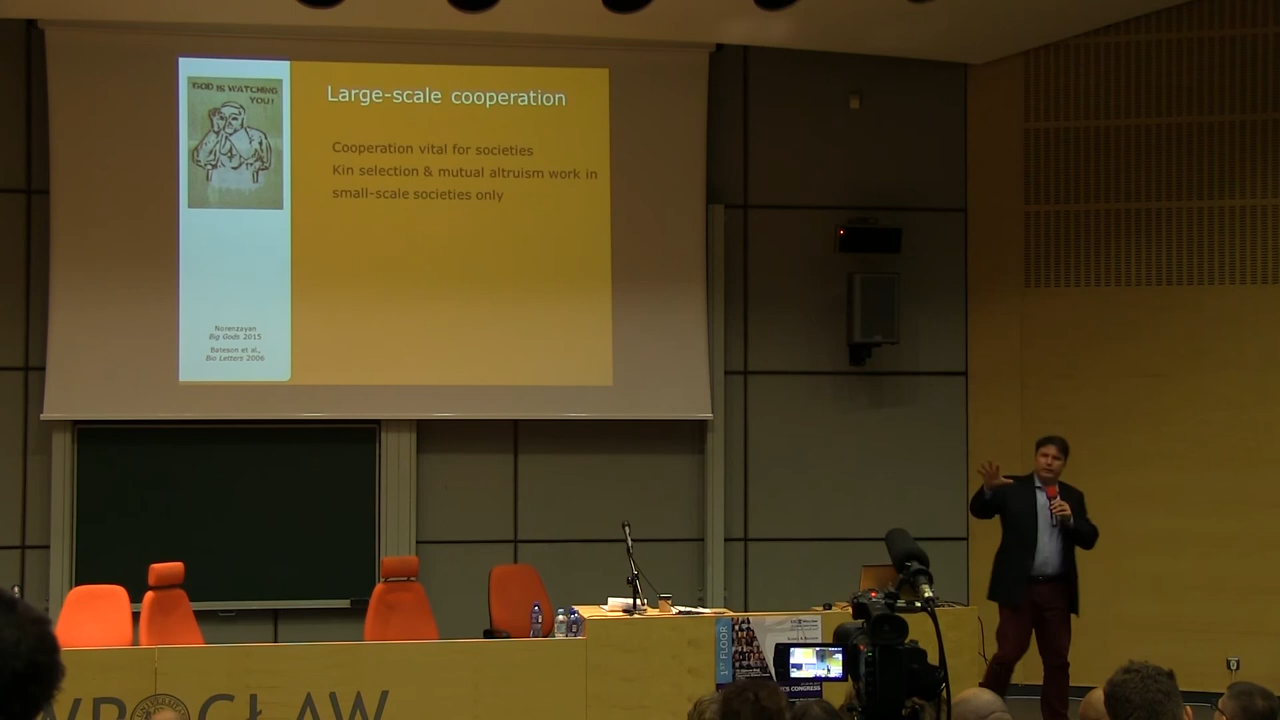 GOD IS WATCHING
YOU!
Large-scale cooperation
Cooperation vital for societies
Kin selection & mutual altruism work in
small-scale societies only
Norenzayan
Big Gods 2015
Bateson et al.,
Bio Letters 2006
1ST FLOOR
CONGRESS
WROCŁAW